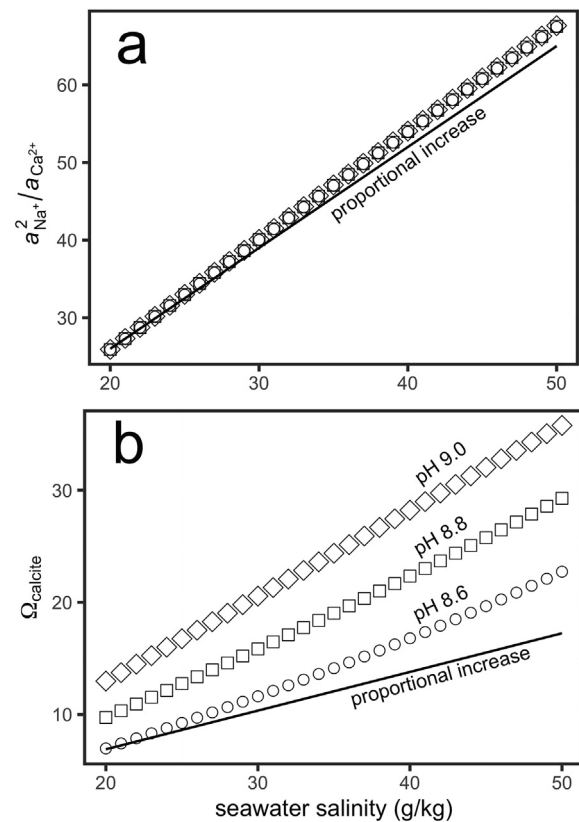 a
60
50
40
30
a²Na⁺/aCa²⁺
proportional increase
20
30
40
50
b
30
20
10
Ωcalcite
pH 9.0
pH 8.8
pH 8.6
proportional increase
20
30
40
50
seawater salinity (g/kg)